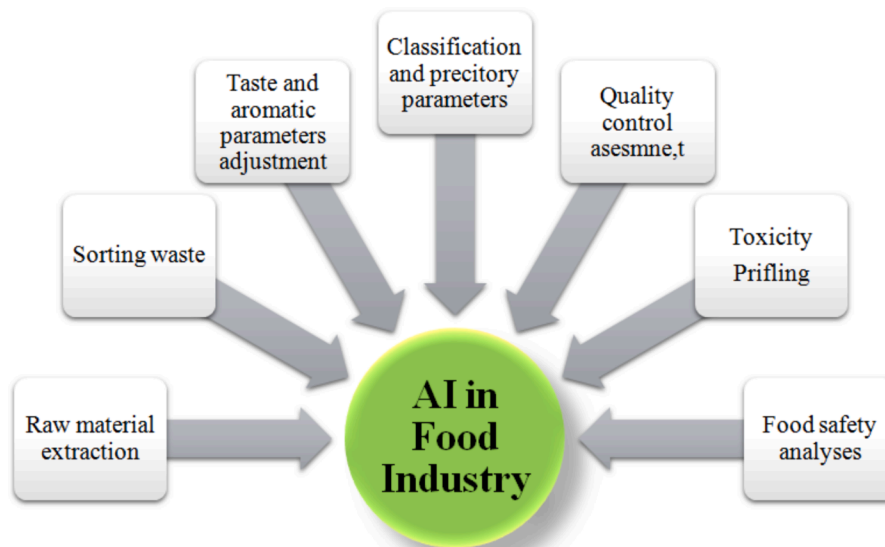 Classification
and precitory
parameters
Taste and
aromatic
parameters
adjustment
Quality
control
asesmne,t
Sorting waste
Toxicity
Prifling
Raw material
extraction
AI in
Food
Industry
Food safety
analyses